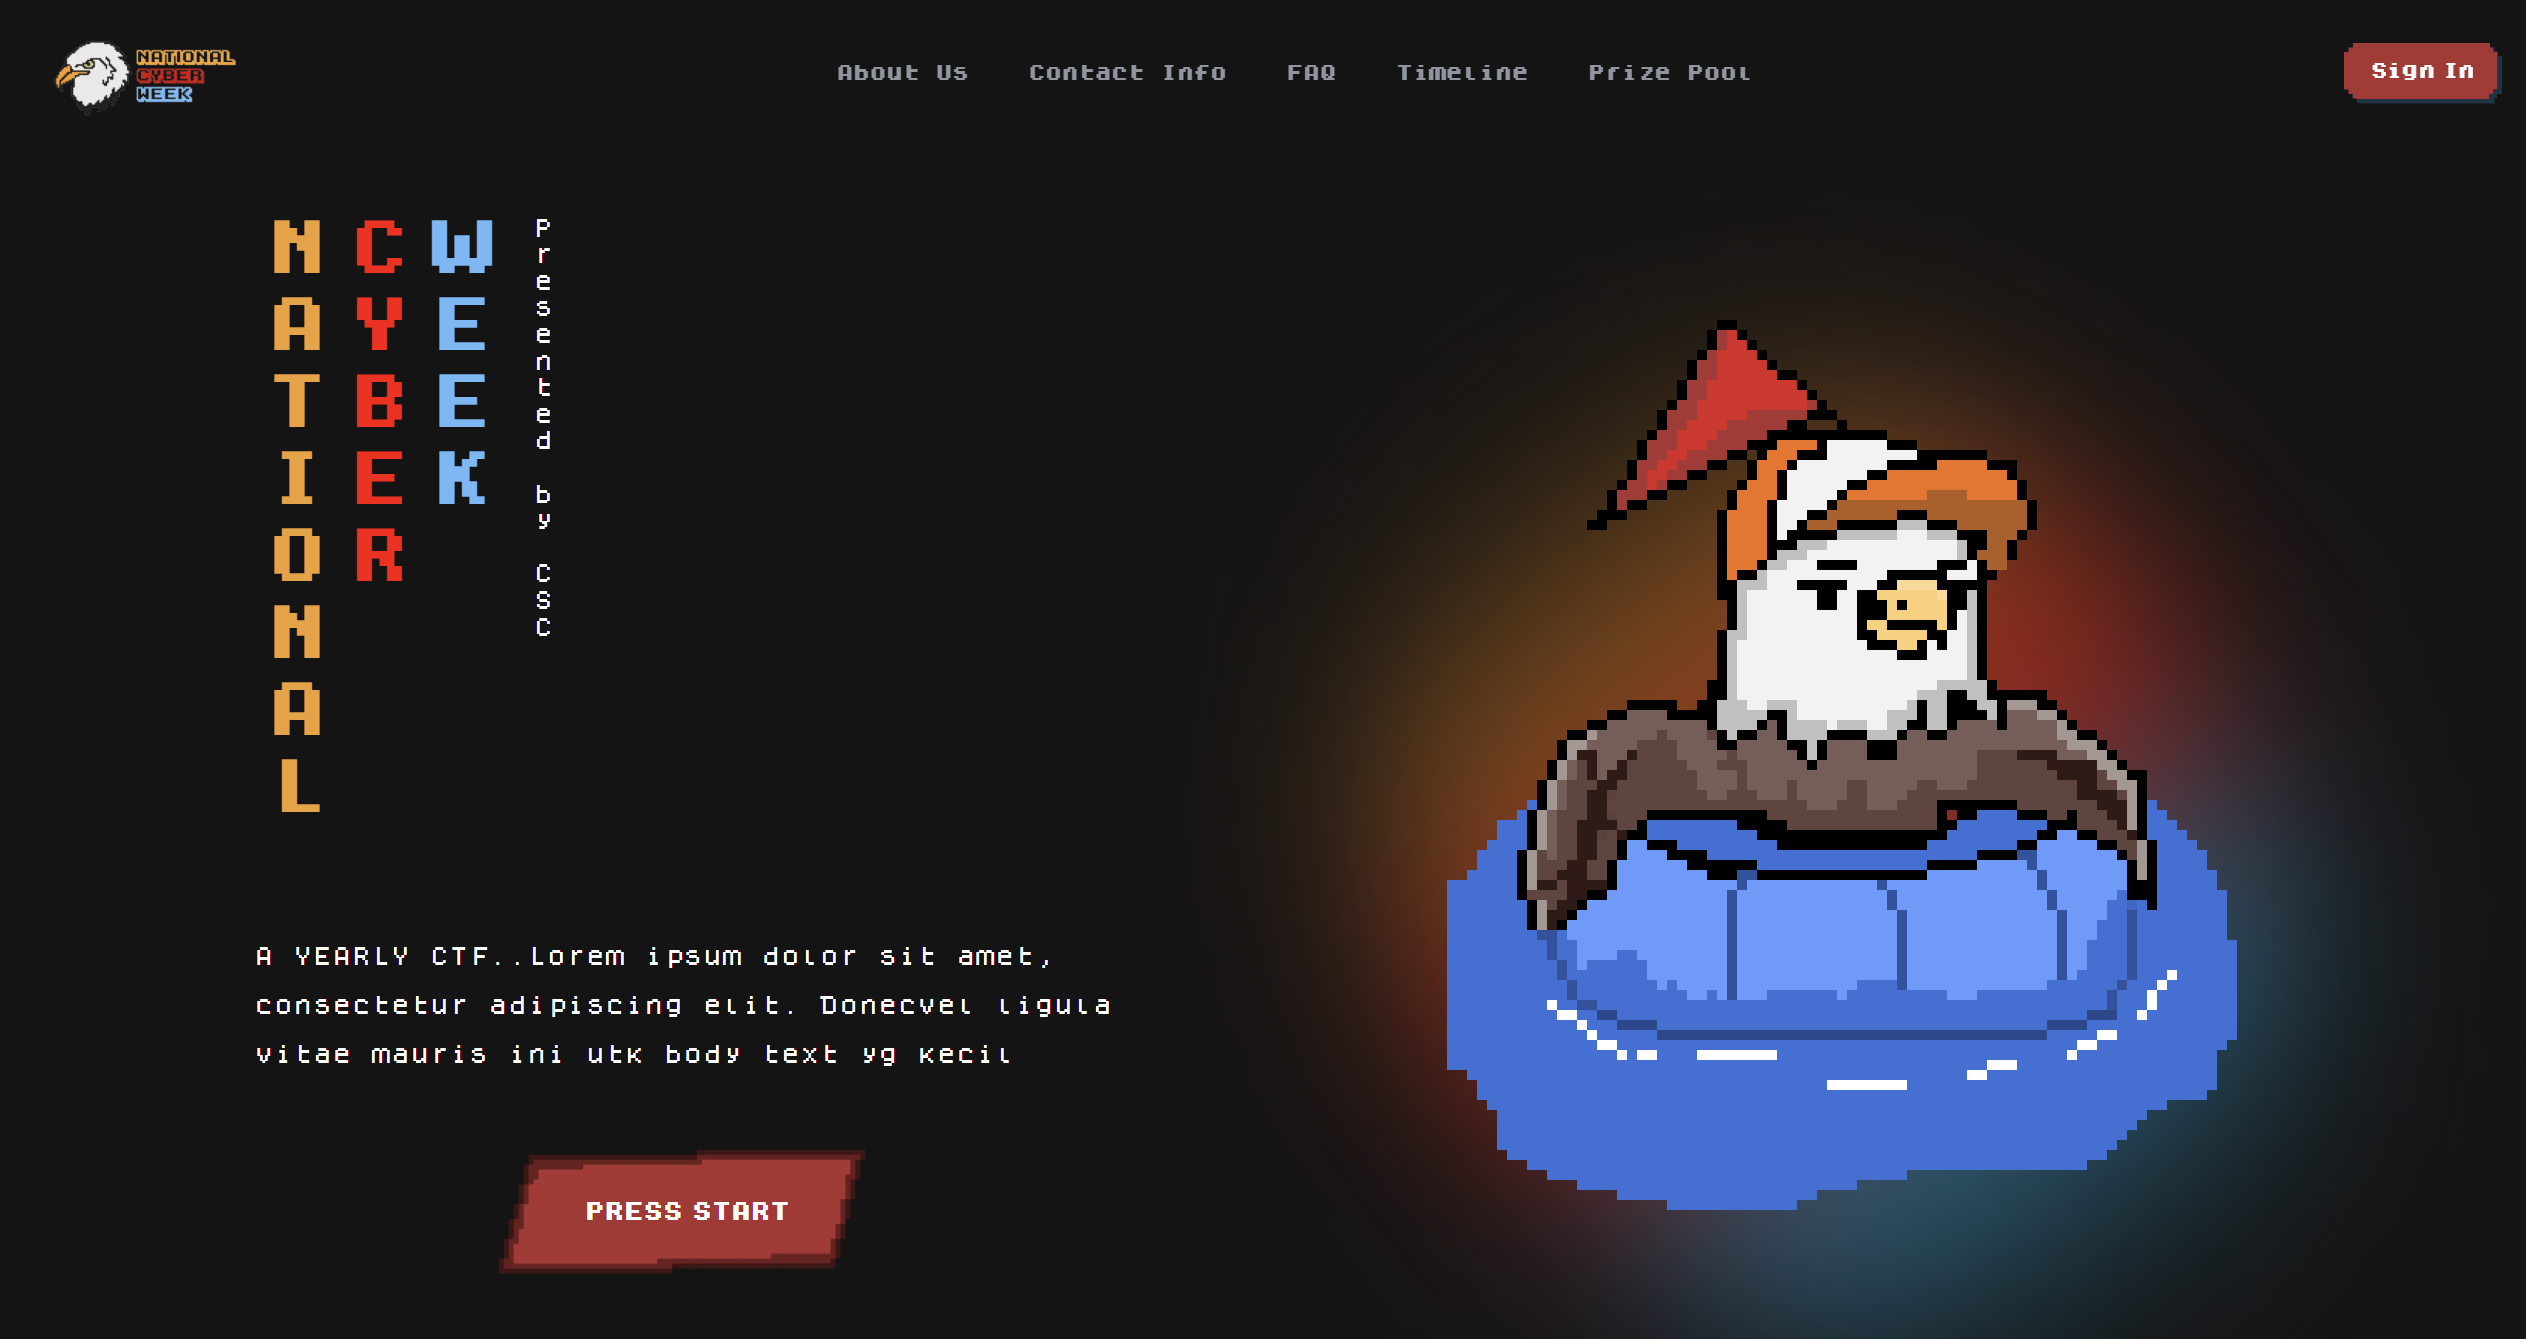 NATIONAL
CYBER
WEEK
About Us
Contact Info
FAQ
Timeline
Prize Pool
Sign In
NATIONAL
CYBER
WEEK
Presented by CSC
A YEARLY CTF..Lorem ipsum dolor sit amet,
consectetur adipiscing elit. Donecvel ligula
vitae mauris ini utk body text yg kecil
PRESS START